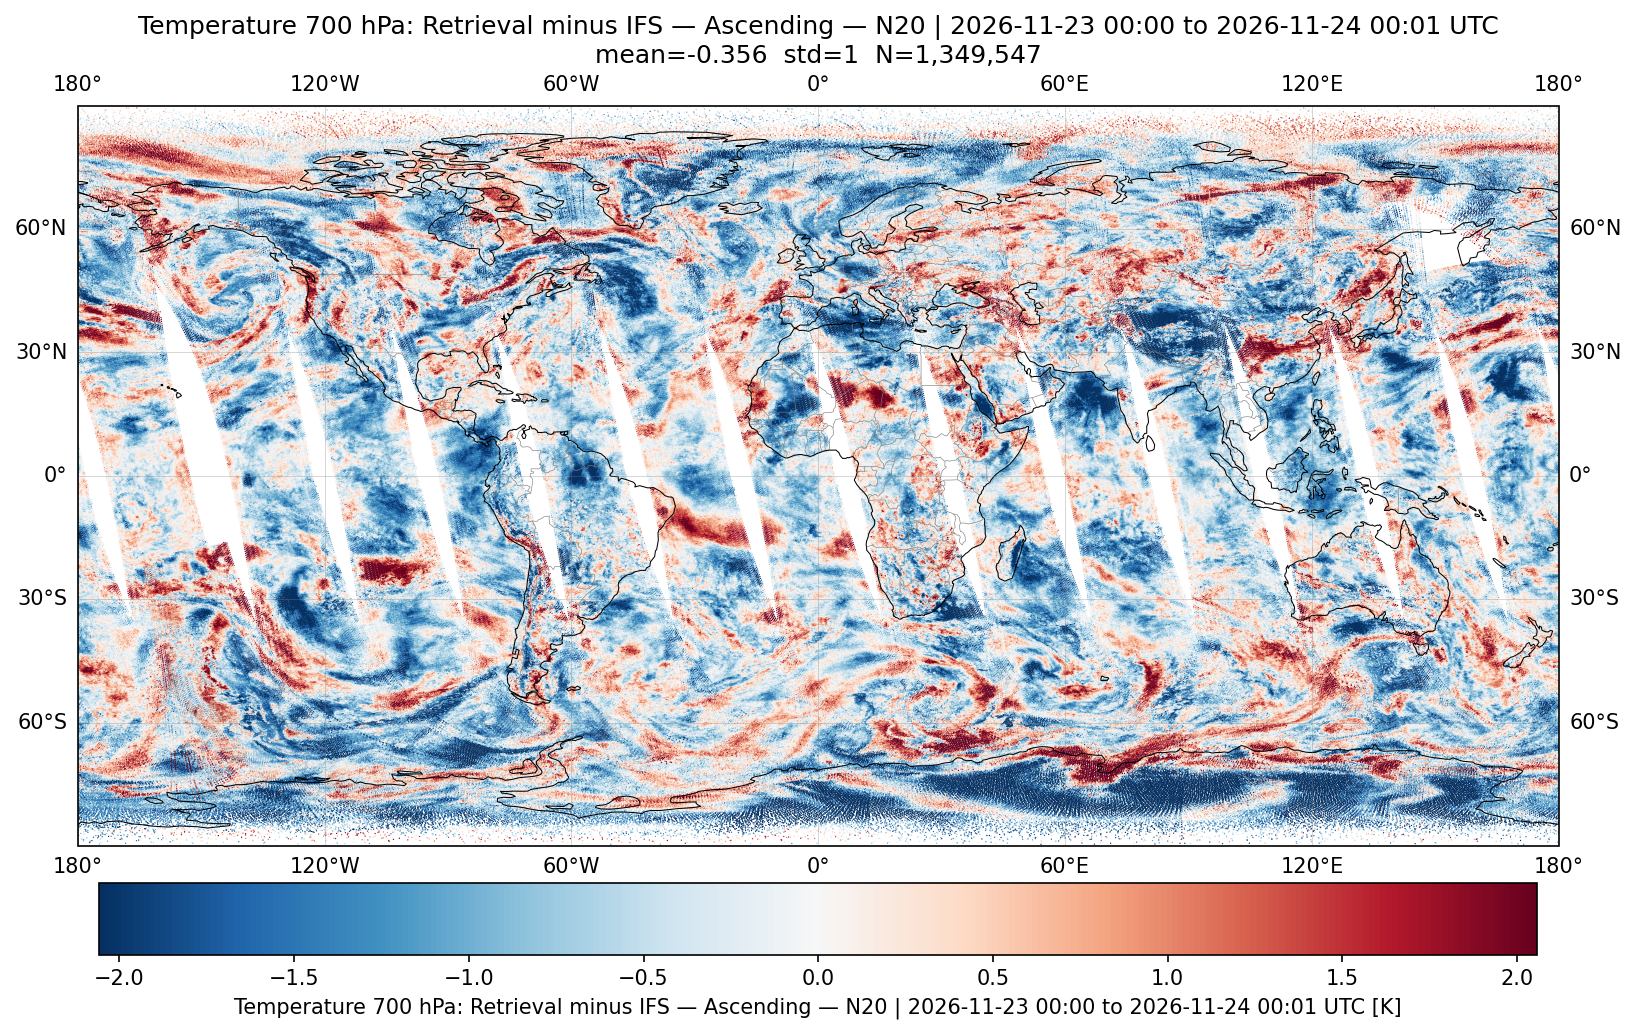 Temperature 700 hPa: Retrieval minus IFS — Ascending — N20 | 2026-11-23 00:00 to 2026-11-24 00:01 UTC
mean=-0.356  std=1  N=1,349,547
180° 120°W 60°W 0° 60°E 120°E 180°
60°N 60°N
30°N 30°N
0° 0°
30°S 30°S
60°S 60°S
180° 120°W 60°W 0° 60°E 120°E 180°
−2.0 −1.5 −1.0 −0.5 0.0 0.5 1.0 1.5 2.0
Temperature 700 hPa: Retrieval minus IFS — Ascending — N20 | 2026-11-23 00:00 to 2026-11-24 00:01 UTC [K]